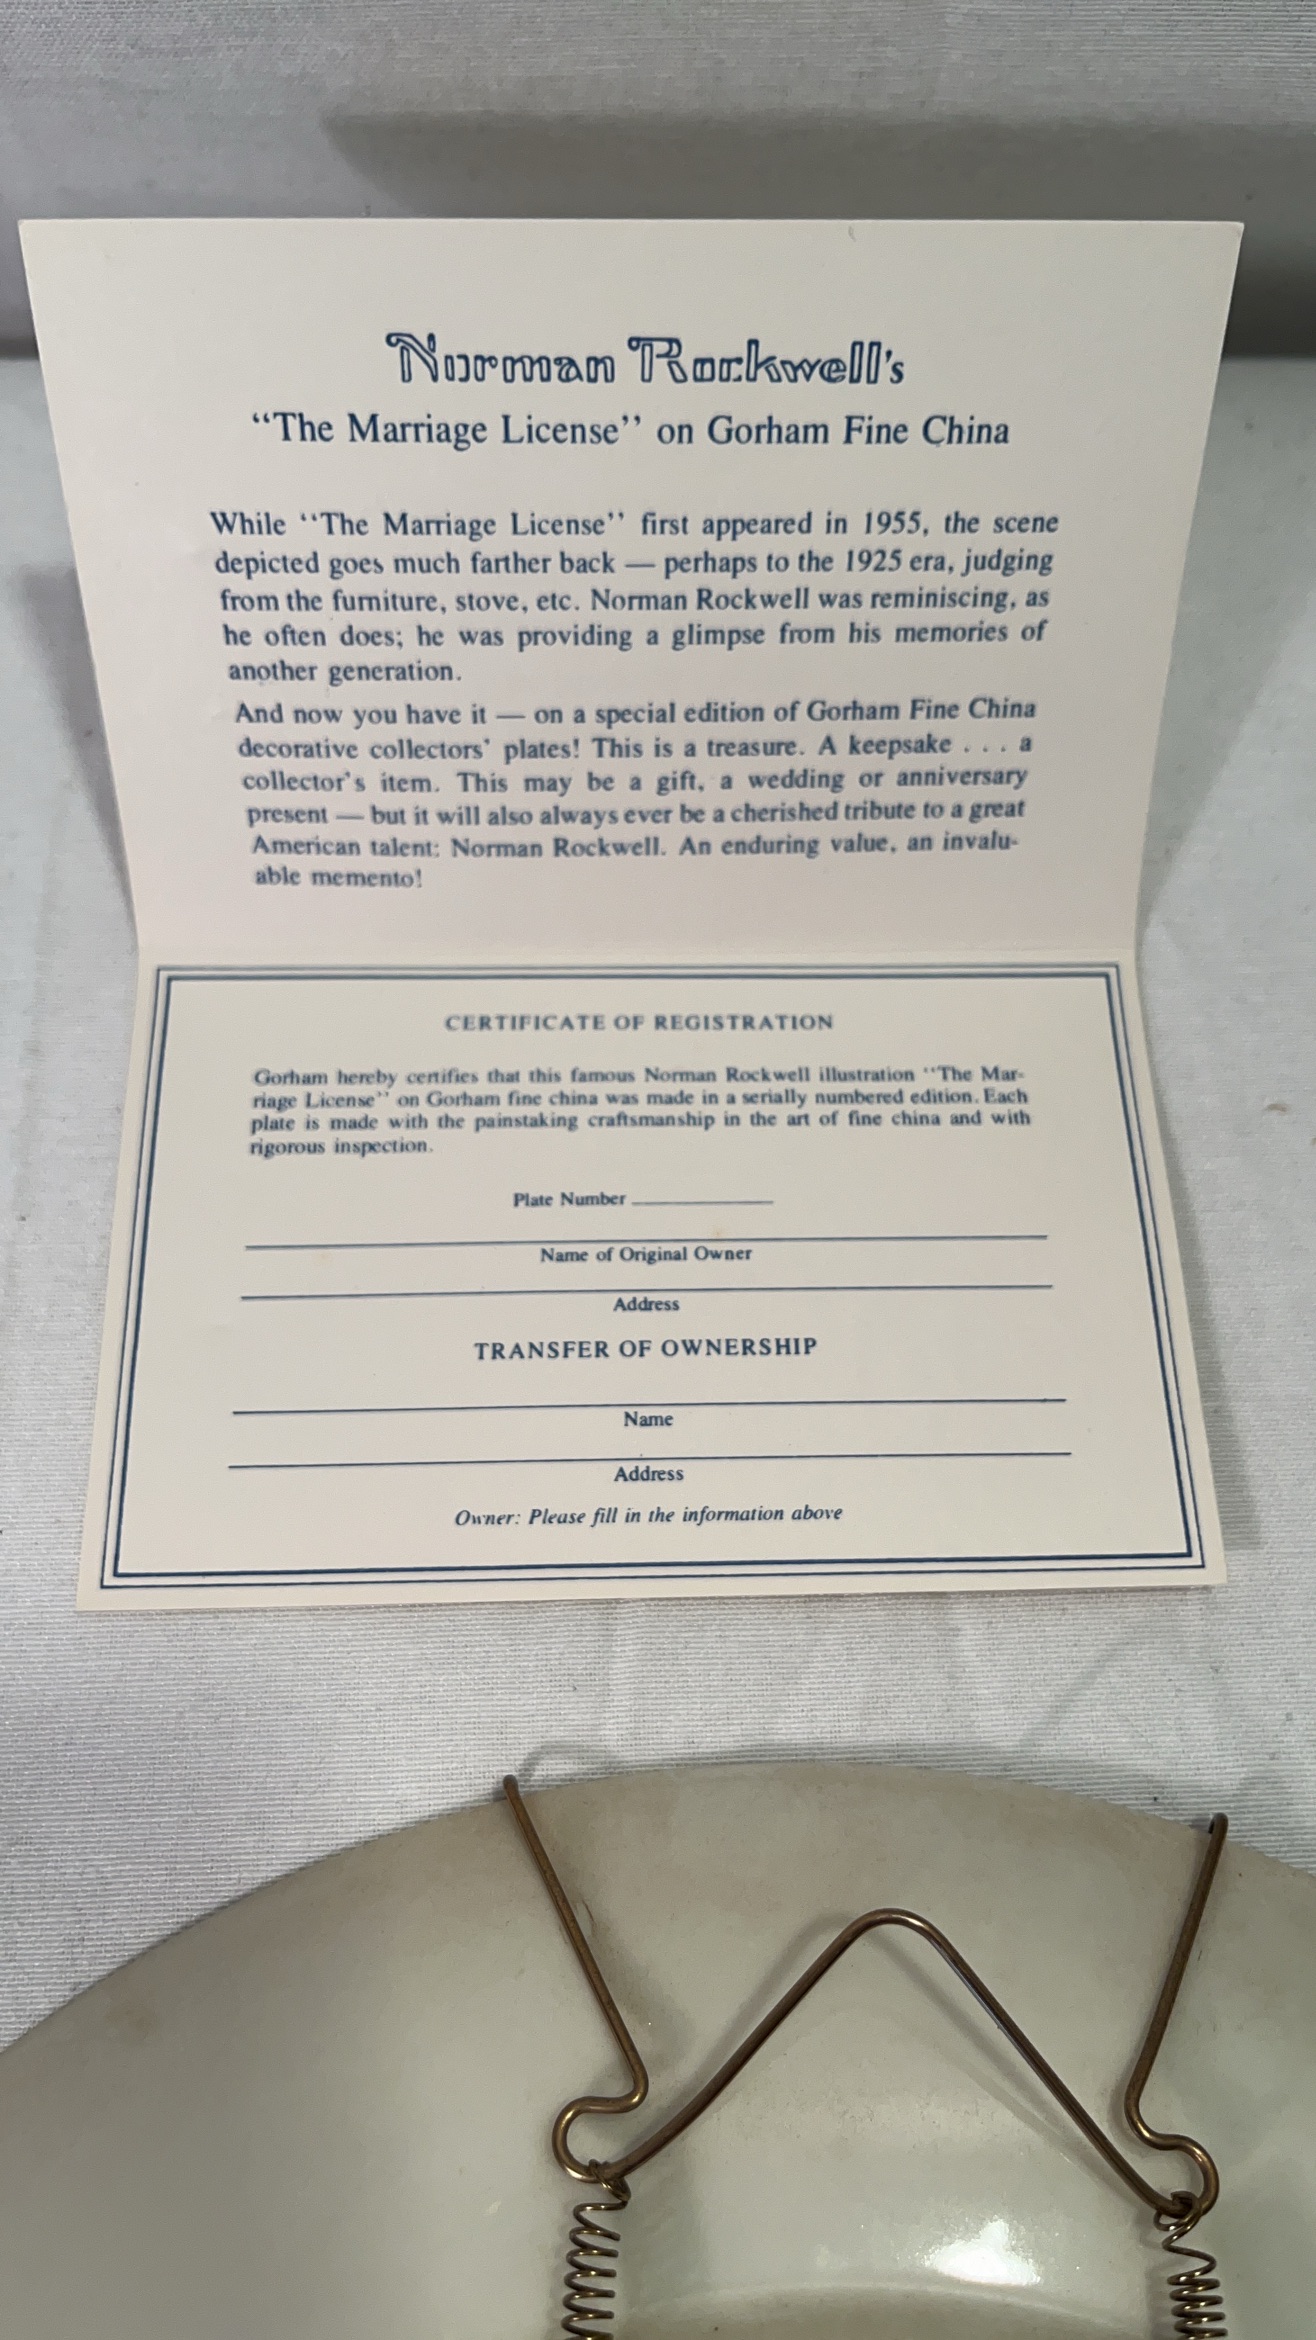 Norman Rockwell's
“The Marriage License” on Gorham Fine China
While “The Marriage License” first appeared in 1955, the scene
depicted goes much farther back — perhaps to the 1925 era, judging
from the furniture, stove, etc. Norman Rockwell was reminiscing, as
he often does; he was providing a glimpse from his memories of
another generation.
And now you have it — on a special edition of Gorham Fine China
decorative collectors' plates! This is a treasure. A keepsake . . . a
collector's item. This may be a gift, a wedding or anniversary
present — but it will also always ever be a cherished tribute to a great
American talent: Norman Rockwell. An enduring value, an invalu-
able memento!
CERTIFICATE OF REGISTRATION
Gorham hereby certifies that this famous Norman Rockwell illustration “The Mar-
riage License” on Gorham fine china was made in a serially numbered edition. Each
plate is made with the painstaking craftsmanship in the art of fine china and with
rigorous inspection.
Plate Number
Name of Original Owner
Address
TRANSFER OF OWNERSHIP
Name
Address
Owner: Please fill in the information above